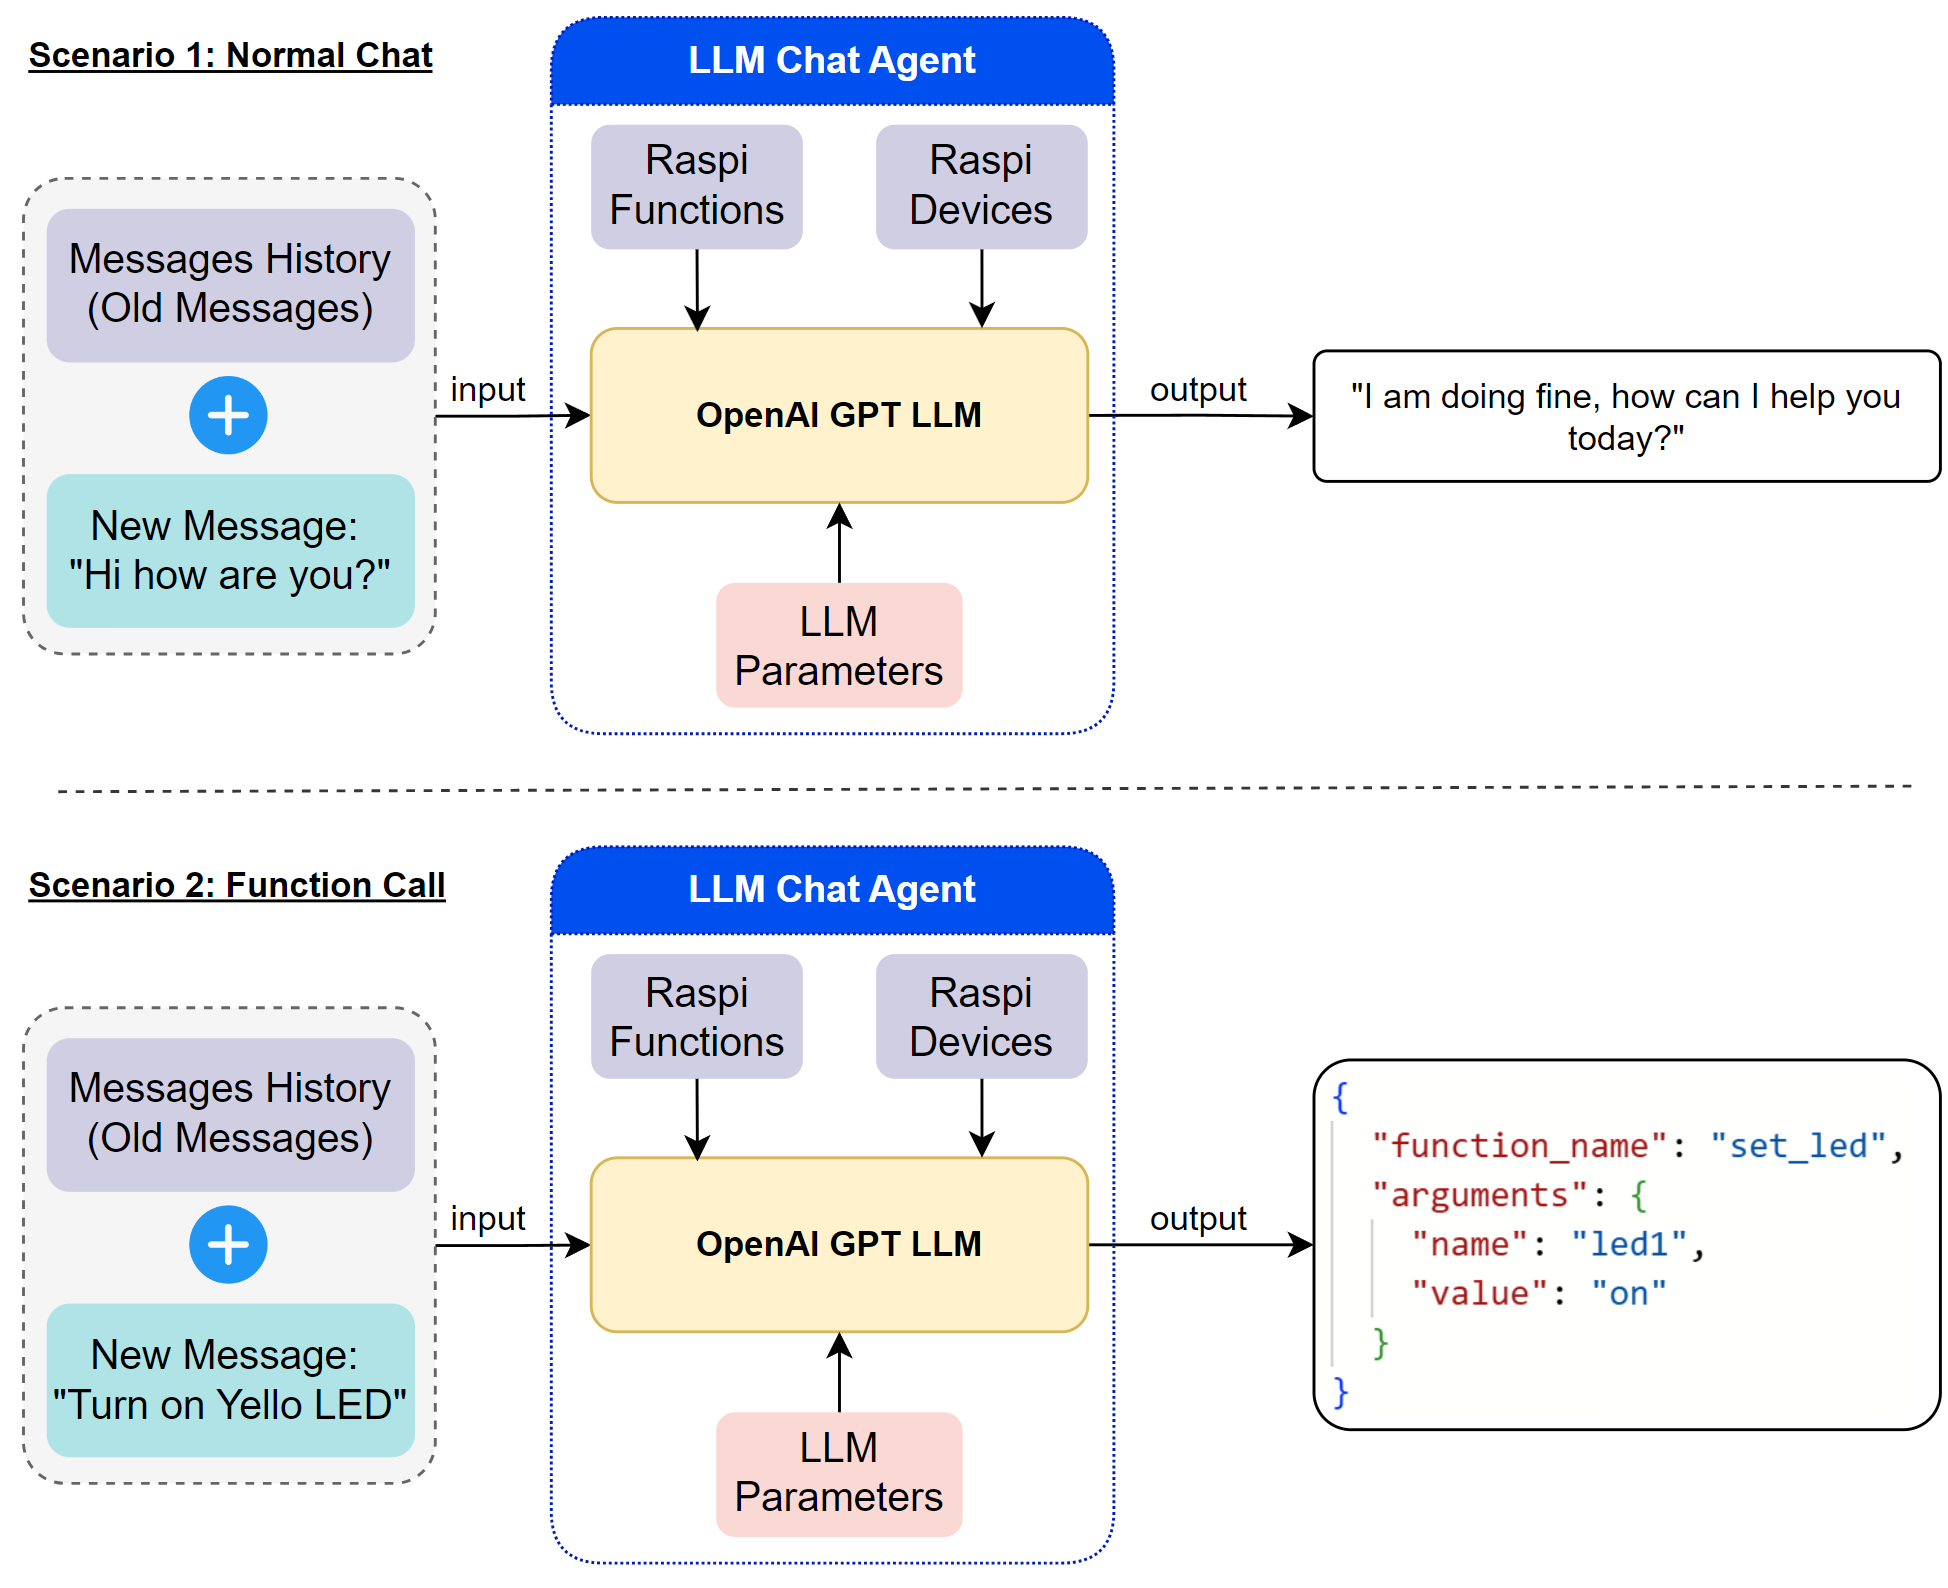 Scenario 1: Normal Chat
LLM Chat Agent
Raspi
Functions
Raspi
Devices
Messages History
(Old Messages)
New Message:
"Hi how are you?"
input
OpenAI GPT LLM
output
"I am doing fine, how can I help you
today?"
LLM
Parameters
Scenario 2: Function Call
LLM Chat Agent
Raspi
Functions
Raspi
Devices
Messages History
(Old Messages)
New Message:
"Turn on Yello LED"
input
OpenAI GPT LLM
output
{
"function_name": "set_led",
"arguments": {
"name": "led1",
"value": "on"
}
}
LLM
Parameters